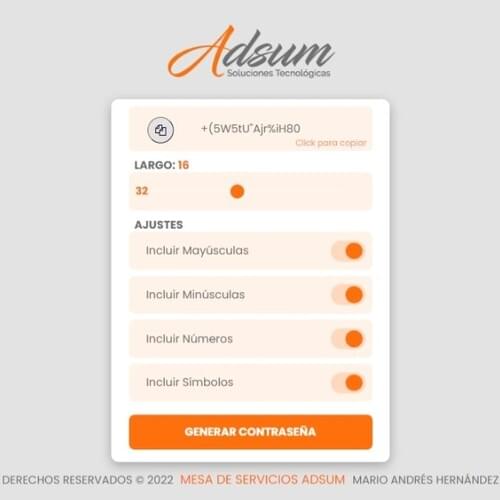 Adsum
Soluciones Tecnológicas
+(5W5tU"Ajr%iH80
Click para copiar
LARGO: 16
32
AJUSTES
Incluir Mayúsculas
Incluir Minúsculas
Incluir Números
Incluir Símbolos
GENERAR CONTRASEÑA
DERECHOS RESERVADOS © 2022 MESA DE SERVICIOS ADSUM MARIO ANDRÉS HERNÁNDEZ